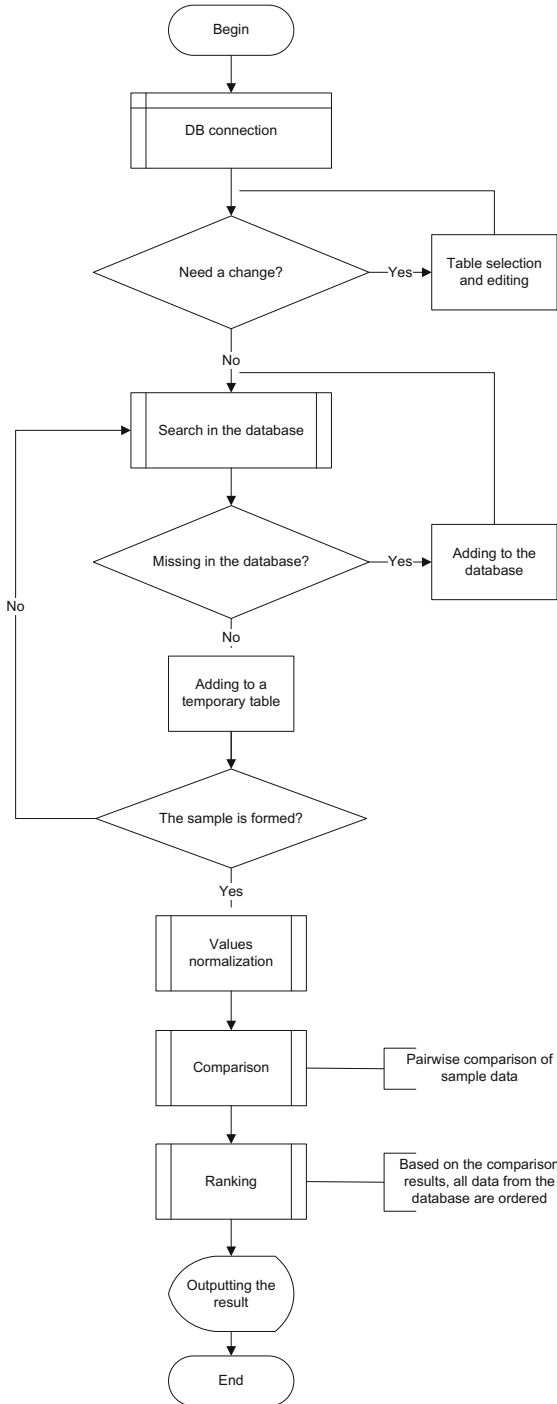 Begin
DB connection
Need a change?
Yes
Table selection
and editing
No
Search in the database
Missing in the database?
Yes
Adding to the
database
No
No
Adding to a
temporary table
The sample is formed?
Yes
Values
normalization
Comparison
Pairwise comparison of
sample data
Ranking
Based on the comparison
results, all data from the
database are ordered
Outputting the
result
End